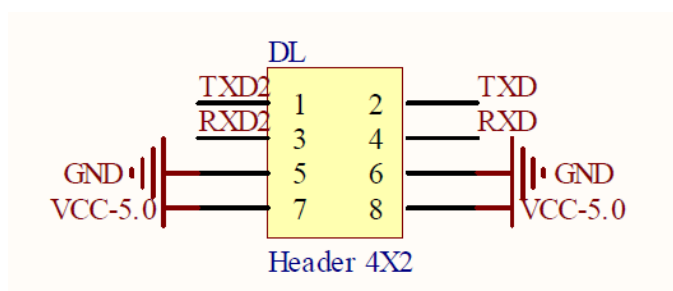 DL
TXD2 1 2 TXD
RXD2 3 4 RXD
GND 5 6 GND
VCC-5.0 7 8 VCC-5.0
Header 4X2